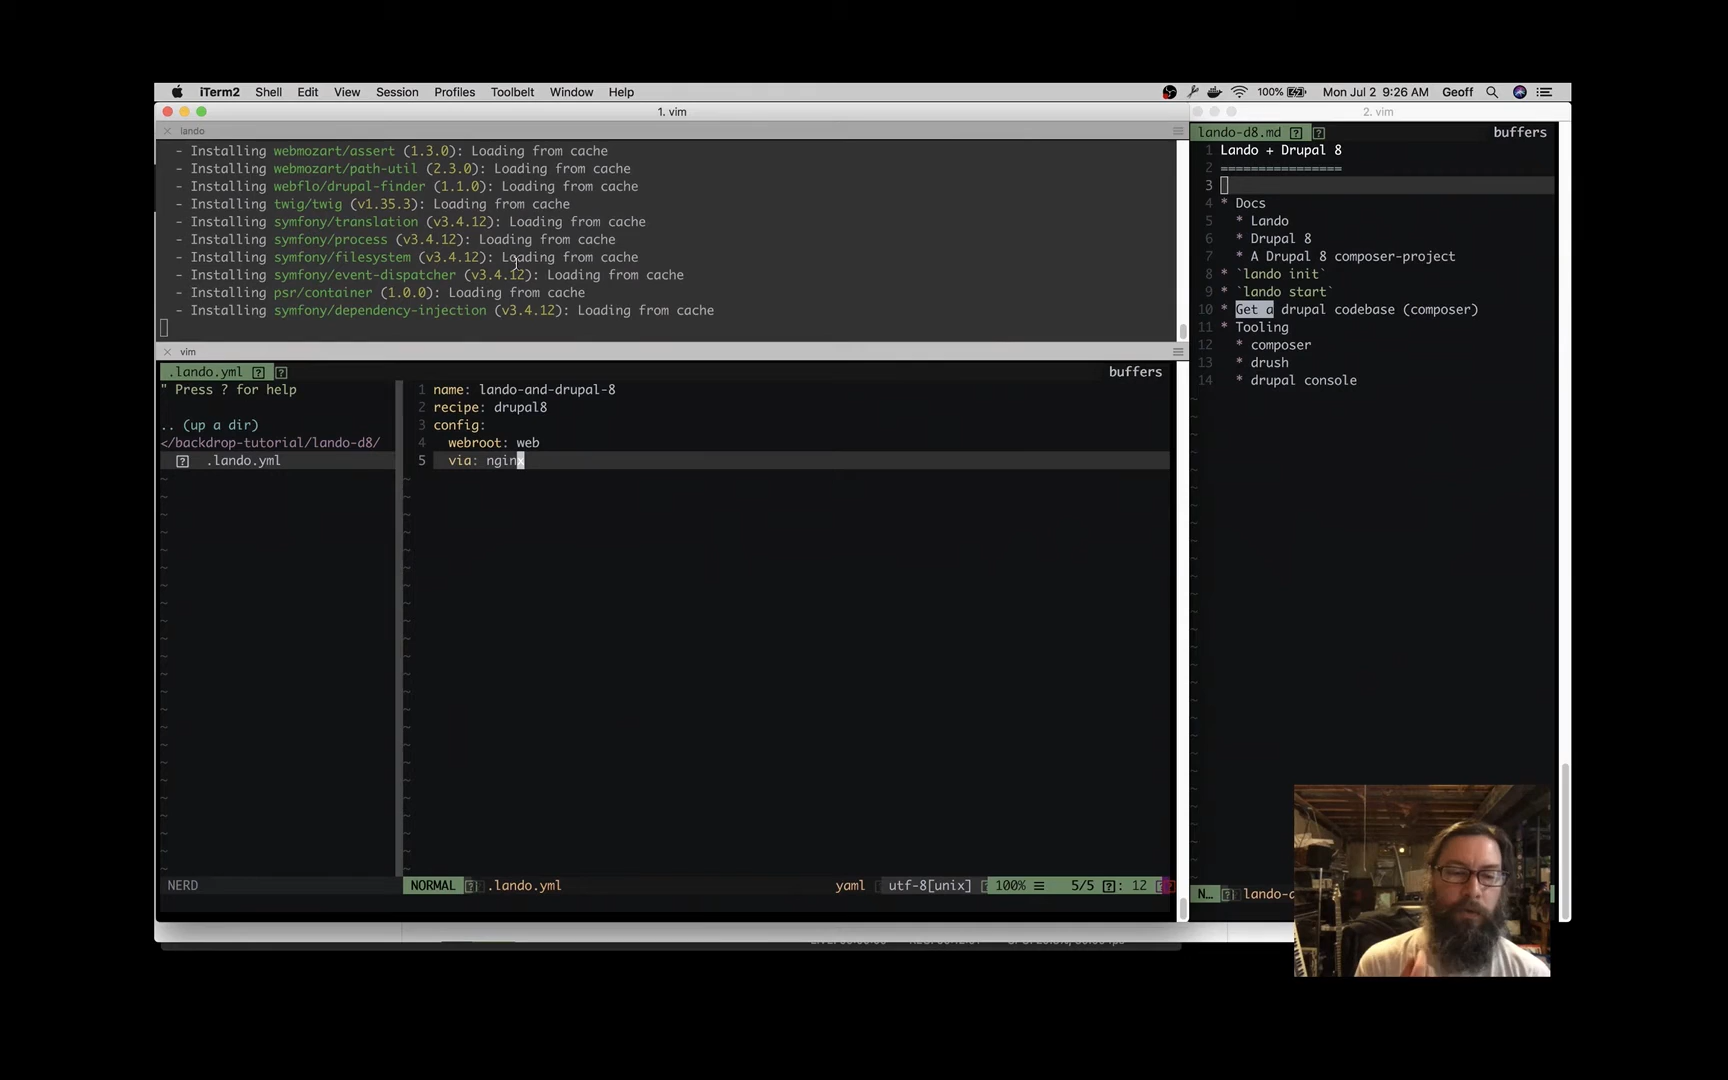 iTerm2 Shell Edit View Session Profiles Toolbelt Window Help 100% Mon Jul 2 9:26 AM Geoff
1. vim
lando
- Installing webmozart/assert (1.3.0): Loading from cache
- Installing webmozart/path-util (2.3.0): Loading from cache
- Installing webflo/drupal-finder (1.1.0): Loading from cache
- Installing twig/twig (v1.35.3): Loading from cache
- Installing symfony/translation (v3.4.12): Loading from cache
- Installing symfony/process (v3.4.12): Loading from cache
- Installing symfony/filesystem (v3.4.12): Loading from cache
- Installing symfony/event-dispatcher (v3.4.12): Loading from cache
- Installing psr/container (1.0.0): Loading from cache
- Installing symfony/dependency-injection (v3.4.12): Loading from cache
vim
.lando.yml buffers
" Press ? for help
.. (up a dir)
</backdrop-tutorial/lando-d8/
.lando.yml
1 name: lando-and-drupal-8
2 recipe: drupal8
3 config:
4 webroot: web
5 via: nginx
NERD
NORMAL .lando.yml yaml utf-8[unix] 100% 5/5 : 12
2. vim
lando-d8.md buffers
1 Lando + Drupal 8
2 ================
3
4 * Docs
5 * Lando
6 * Drupal 8
7 * A Drupal 8 composer-project
8 * `lando init`
9 * `lando start`
10 * Get a drupal codebase (composer)
11 * Tooling
12 * composer
13 * drush
14 * drupal console
N... lando-d